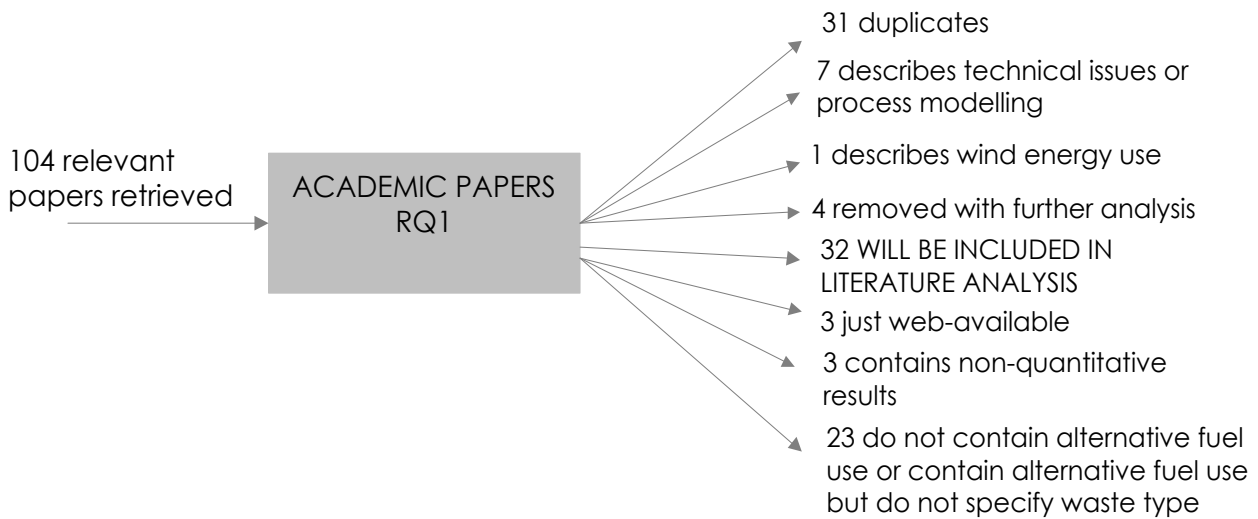 104 relevant
papers retrieved
ACADEMIC PAPERS
RQ1
31 duplicates
7 describes technical issues or
process modelling
1 describes wind energy use
4 removed with further analysis
32 WILL BE INCLUDED IN
LITERATURE ANALYSIS
3 just web-available
3 contains non-quantitative
results
23 do not contain alternative fuel
use or contain alternative fuel use
but do not specify waste type